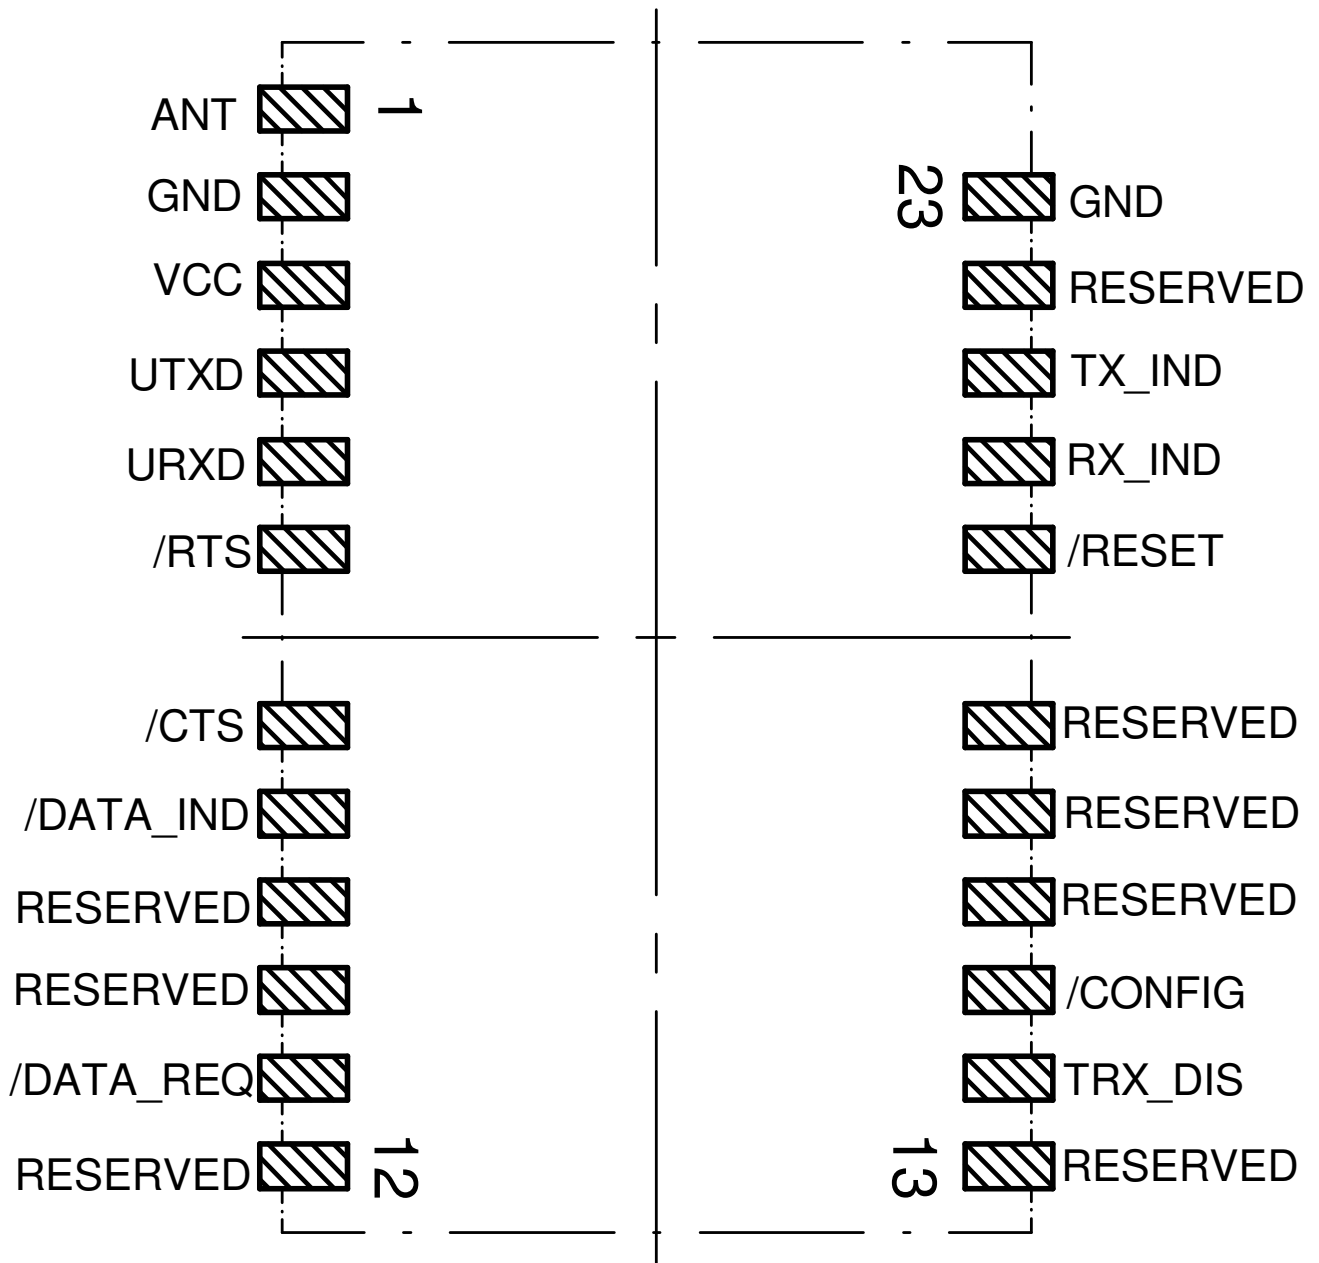 ANT 1
GND 23 GND
VCC RESERVED
UTXD TX_IND
URXD RX_IND
/RTS /RESET
/CTS RESERVED
/DATA_IND RESERVED
RESERVED RESERVED
RESERVED /CONFIG
/DATA_REQ TRX_DIS
RESERVED 12 13 RESERVED